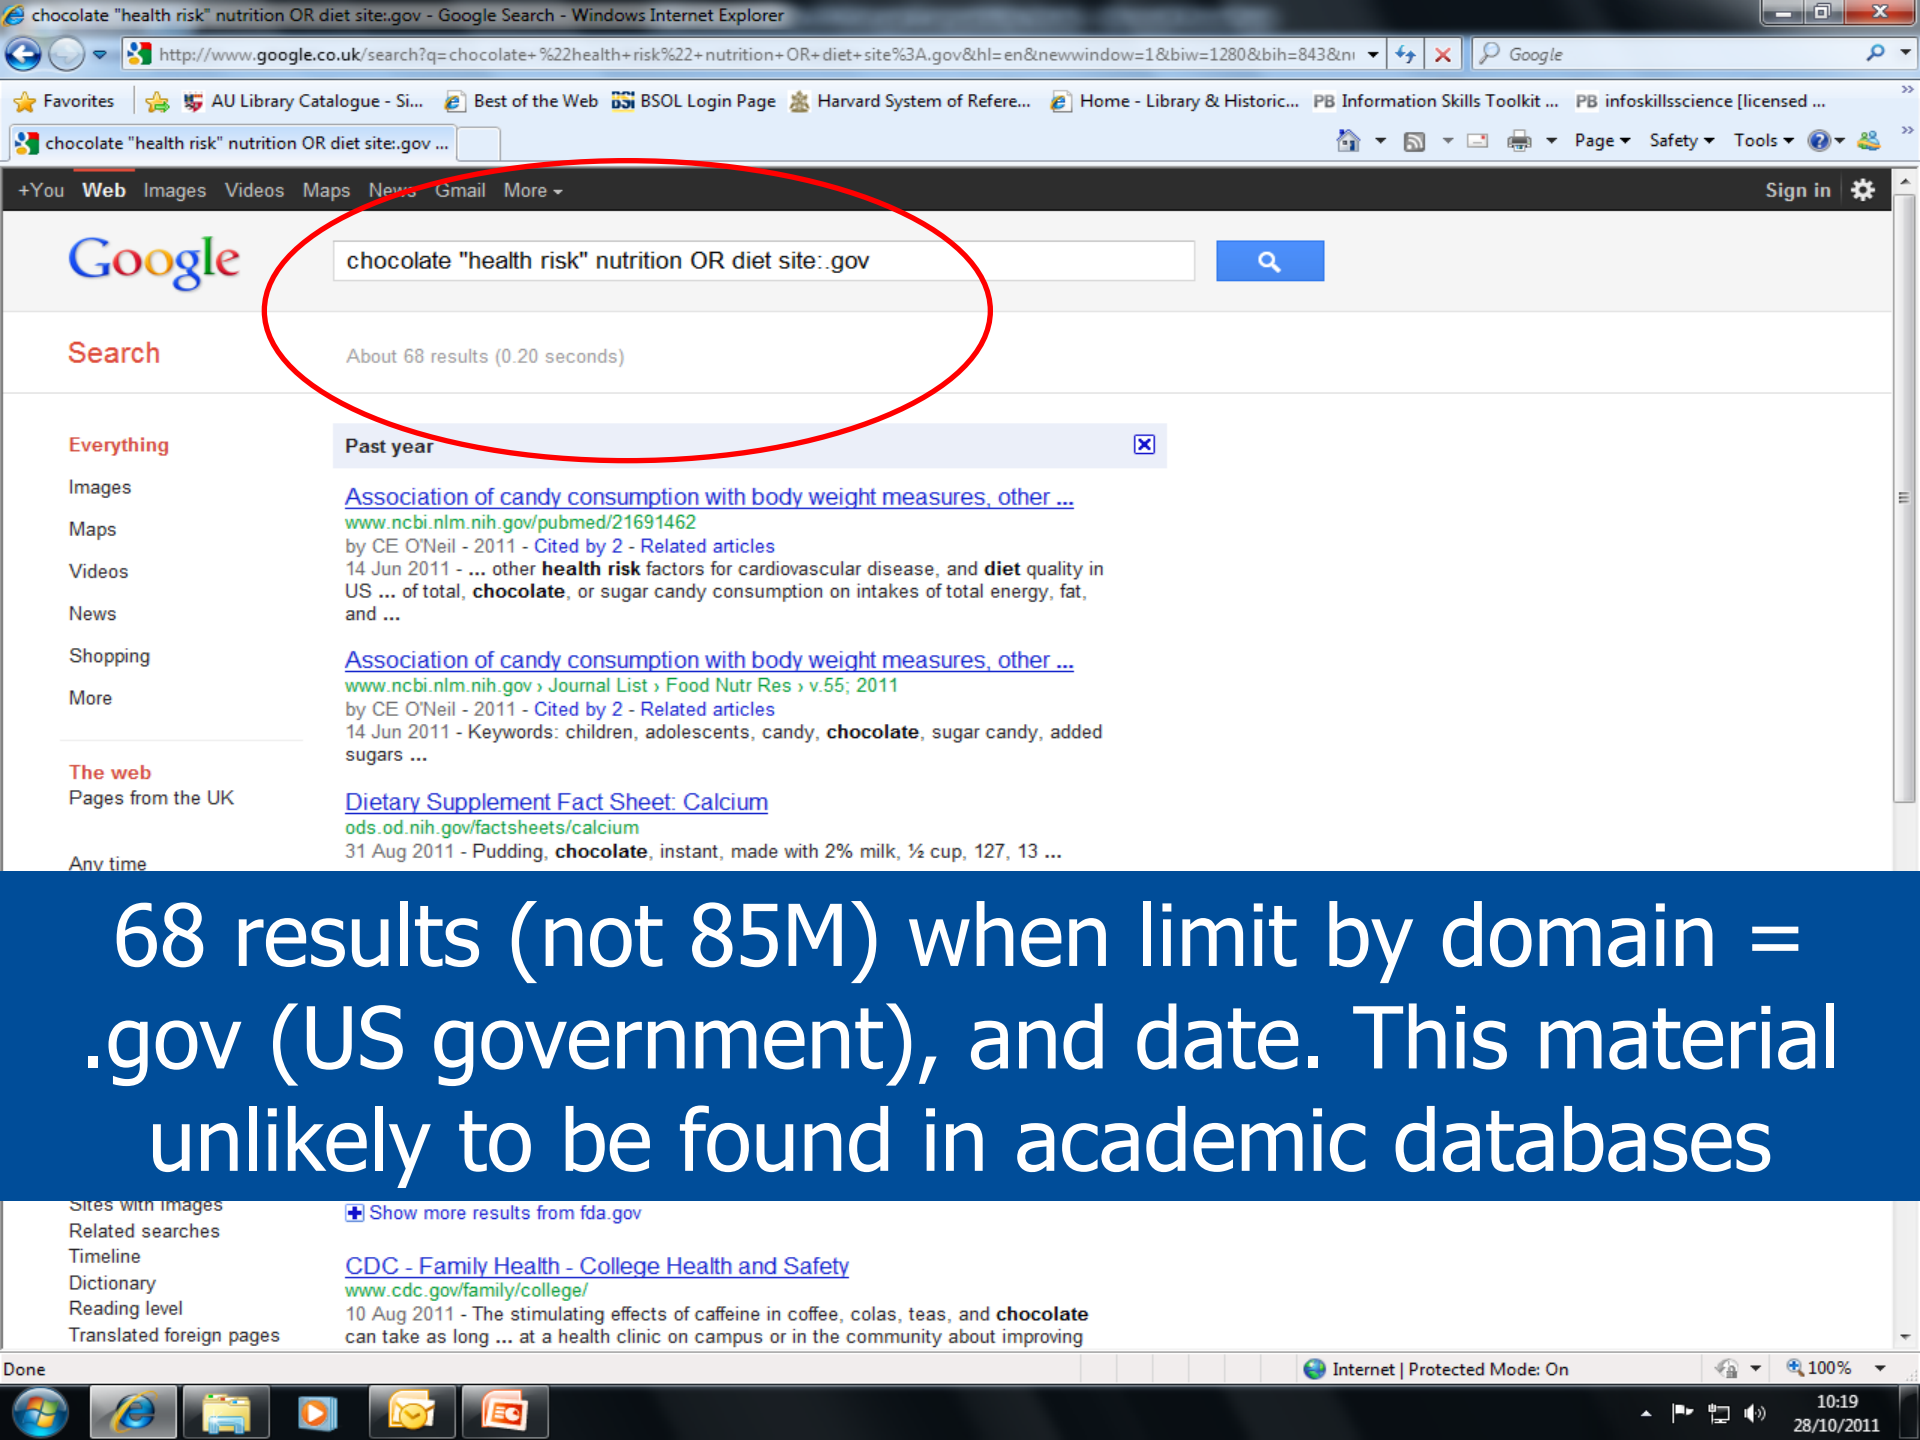 chocolate "health risk" nutrition OR diet site:.gov - Google Search - Windows Internet Explorer
http://www.google.co.uk/search?q=chocolate+%22health+risk%22+nutrition+OR+diet+site%3A.gov&hl=en&newwindow=1&biw=1280&bih=843&nu
Google
Favorites AU Library Catalogue - Si... Best of the Web BSI BSOL Login Page Harvard System of Refere... Home - Library & Historic... PB Information Skills Toolkit ... PB infoskillsscience [licensed ...
chocolate "health risk" nutrition OR diet site:.gov ...
Page Safety Tools
+You Web Images Videos Maps News Gmail More
Sign in
Google
chocolate "health risk" nutrition OR diet site:.gov
Search
About 68 results (0.20 seconds)
Everything
Images
Maps
Videos
News
Shopping
More
The web
Pages from the UK
Any time
Past year
Association of candy consumption with body weight measures, other ...
www.ncbi.nlm.nih.gov/pubmed/21691462
by CE O'Neil - 2011 - Cited by 2 - Related articles
14 Jun 2011 - ... other health risk factors for cardiovascular disease, and diet quality in
US ... of total, chocolate, or sugar candy consumption on intakes of total energy, fat,
and ...
Association of candy consumption with body weight measures, other ...
www.ncbi.nlm.nih.gov › Journal List › Food Nutr Res › v.55; 2011
by CE O'Neil - 2011 - Cited by 2 - Related articles
14 Jun 2011 - Keywords: children, adolescents, candy, chocolate, sugar candy, added
sugars ...
Dietary Supplement Fact Sheet: Calcium
ods.od.nih.gov/factsheets/calcium
31 Aug 2011 - Pudding, chocolate, instant, made with 2% milk, ½ cup, 127, 13 ...
68 results (not 85M) when limit by domain =
.gov (US government), and date. This material
unlikely to be found in academic databases
Sites with images
Related searches
Timeline
Dictionary
Reading level
Translated foreign pages
Show more results from fda.gov
CDC - Family Health - College Health and Safety
www.cdc.gov/family/college/
10 Aug 2011 - The stimulating effects of caffeine in coffee, colas, teas, and chocolate
can take as long ... at a health clinic on campus or in the community about improving
Done
Internet | Protected Mode: On
100%
10:19
28/10/2011